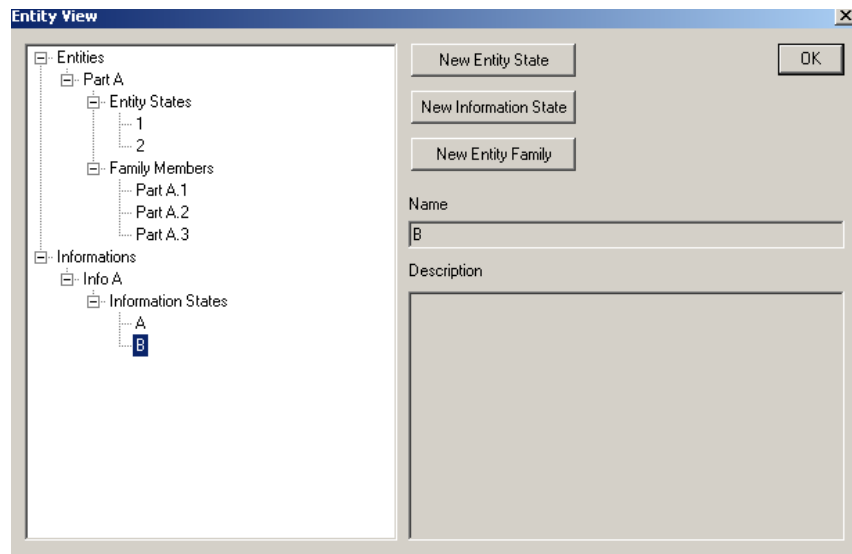 Entity View
Entities
Part A
Entity States
1
2
Family Members
Part A.1
Part A.2
Part A.3
Informations
Info A
Information States
A
B
New Entity State
OK
New Information State
New Entity Family
Name
B
Description